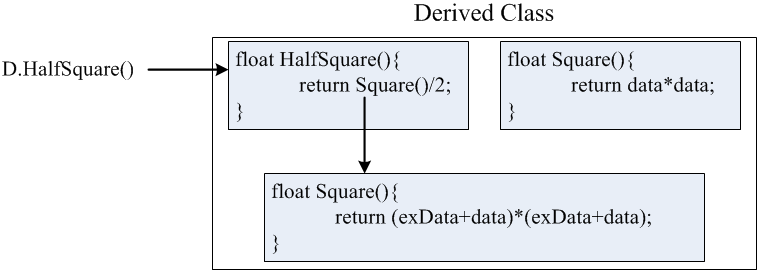 Derived Class
D.HalfSquare()
float HalfSquare(){
return Square()/2;
}
float Square(){
return data*data;
}
float Square(){
return (exData+data)*(exData+data);
}